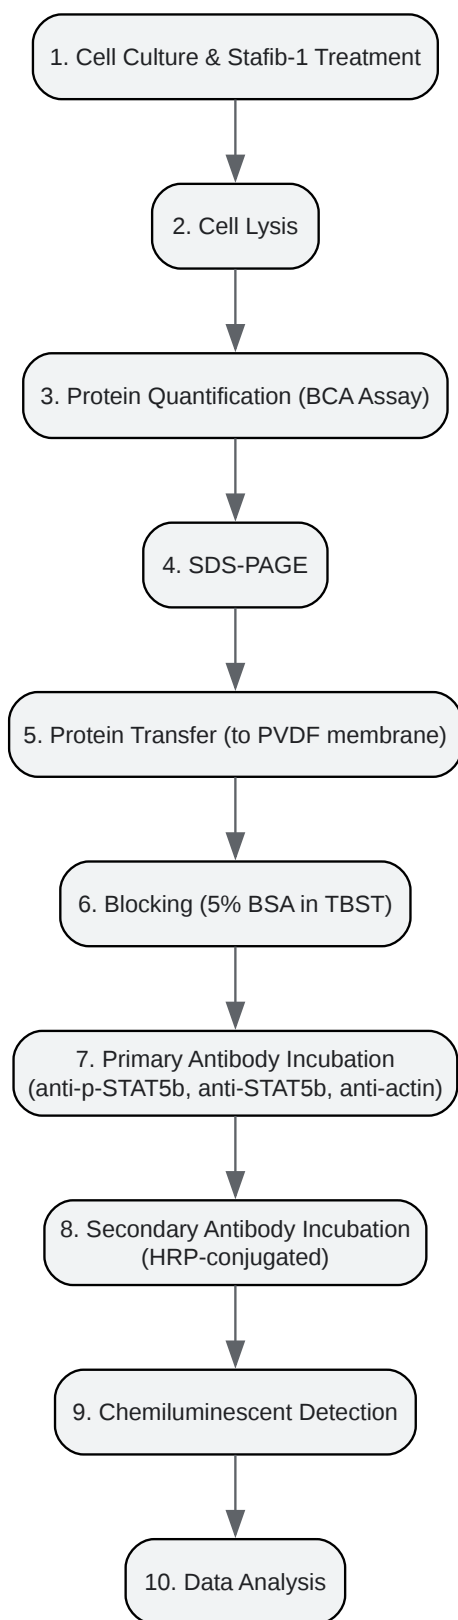 1. Cell Culture & Stafib-1 Treatment
2. Cell Lysis
3. Protein Quantification (BCA Assay)
4. SDS-PAGE
5. Protein Transfer (to PVDF membrane)
6. Blocking (5% BSA in TBST)
7. Primary Antibody Incubation
(anti-p-STAT5b, anti-STAT5b, anti-actin)
8. Secondary Antibody Incubation
(HRP-conjugated)
9. Chemiluminescent Detection
10. Data Analysis